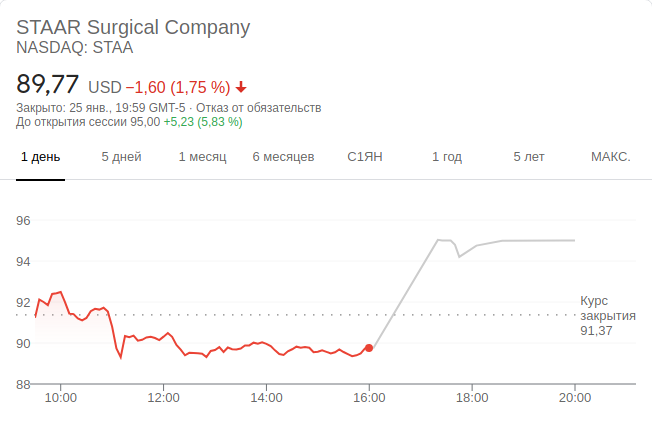 STAAR Surgical Company
NASDAQ: STAA
89,77 USD −1,60 (1,75 %)
Закрыто: 25 янв., 19:59 GMT-5 · Отказ от обязательств
До открытия сессии 95,00 +5,23 (5,83 %)
1 день 5 дней 1 месяц 6 месяцев С1ЯН 1 год 5 лет МАКС.
96
94
92
90
88
Курс
закрытия
91,37
10:00 12:00 14:00 16:00 18:00 20:00